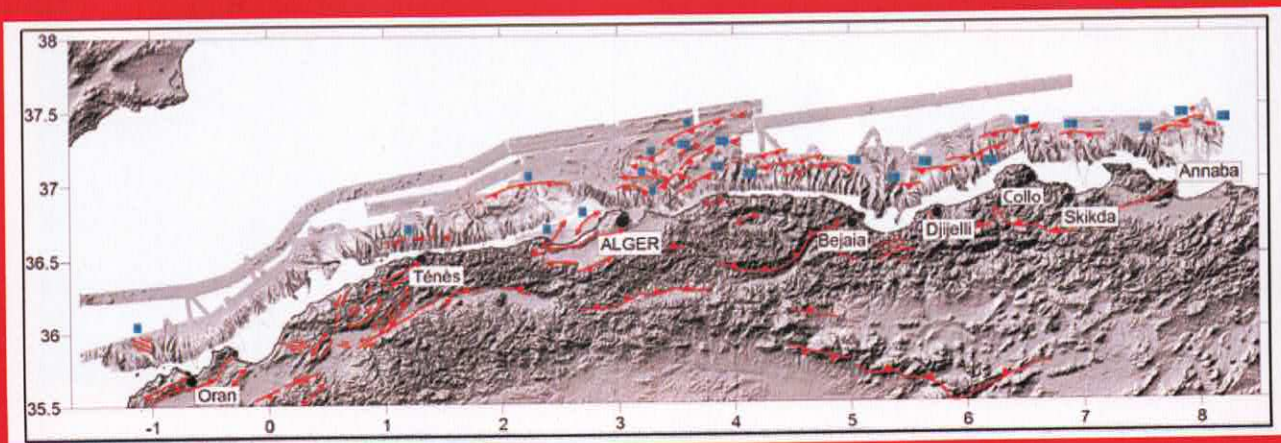 38
37.5
37
36.5
36
35.5
Annaba
Collo
Skikda
Djijelli
Bejaia
ALGER
Ténès
Oran
-1 0 1 2 3 4 5 6 7 8